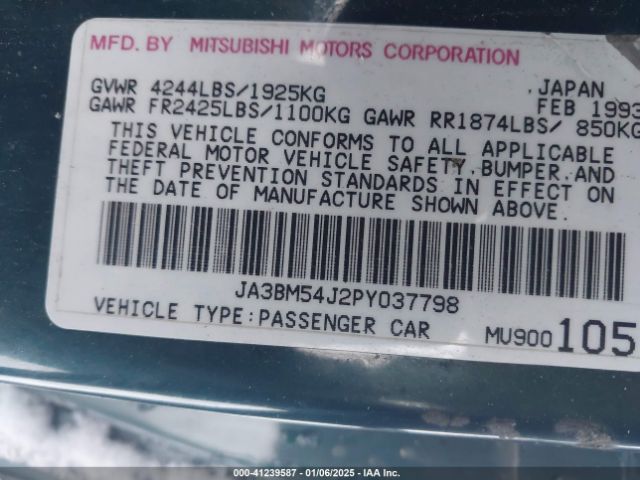 MFD. BY MITSUBISHI MOTORS CORPORATION
GVWR 4244LBS/1925KG , JAPAN
GAWR FR2425LBS/1100KG GAWR RR1874LBS/ 850KG
FEB 1993
THIS VEHICLE CONFORMS TO ALL APPLICABLE
FEDERAL MOTOR VEHICLE SAFETY, BUMPER, AND
THEFT PREVENTION STANDARDS IN EFFECT ON
THE DATE OF MANUFACTURE SHOWN ABOVE.
JA3BM54J2PY037798
VEHICLE TYPE:PASSENGER CAR MU900105
000-41239587 - 01/06/2025 - IAA Inc.